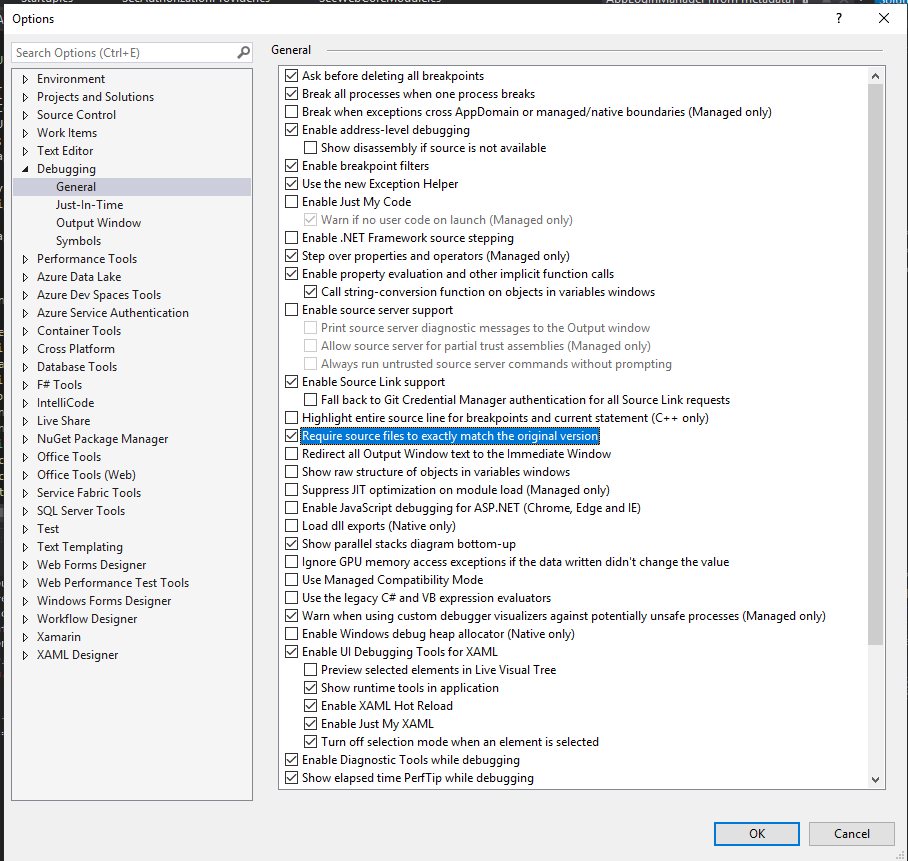 Options
?
Search Options (Ctrl+E)
Environment
Projects and Solutions
Source Control
Work Items
Text Editor
Debugging
General
Just-In-Time
Output Window
Symbols
Performance Tools
Azure Data Lake
Azure Dev Spaces Tools
Azure Service Authentication
Container Tools
Cross Platform
Database Tools
F# Tools
IntelliCode
Live Share
NuGet Package Manager
Office Tools
Office Tools (Web)
Service Fabric Tools
SQL Server Tools
Test
Text Templating
Web Forms Designer
Web Performance Test Tools
Windows Forms Designer
Workflow Designer
Xamarin
XAML Designer
General
Ask before deleting all breakpoints
Break all processes when one process breaks
Break when exceptions cross AppDomain or managed/native boundaries (Managed only)
Enable address-level debugging
Show disassembly if source is not available
Enable breakpoint filters
Use the new Exception Helper
Enable Just My Code
Warn if no user code on launch (Managed only)
Enable .NET Framework source stepping
Step over properties and operators (Managed only)
Enable property evaluation and other implicit function calls
Call string-conversion function on objects in variables windows
Enable source server support
Print source server diagnostic messages to the Output window
Allow source server for partial trust assemblies (Managed only)
Always run untrusted source server commands without prompting
Enable Source Link support
Fall back to Git Credential Manager authentication for all Source Link requests
Highlight entire source line for breakpoints and current statement (C++ only)
Require source files to exactly match the original version
Redirect all Output Window text to the Immediate Window
Show raw structure of objects in variables windows
Suppress JIT optimization on module load (Managed only)
Enable JavaScript debugging for ASP.NET (Chrome, Edge and IE)
Load dll exports (Native only)
Show parallel stacks diagram bottom-up
Ignore GPU memory access exceptions if the data written didn't change the value
Use Managed Compatibility Mode
Use the legacy C# and VB expression evaluators
Warn when using custom debugger visualizers against potentially unsafe processes (Managed only)
Enable Windows debug heap allocator (Native only)
Enable UI Debugging Tools for XAML
Preview selected elements in Live Visual Tree
Show runtime tools in application
Enable XAML Hot Reload
Enable Just My XAML
Turn off selection mode when an element is selected
Enable Diagnostic Tools while debugging
Show elapsed time PerfTip while debugging
OK
Cancel